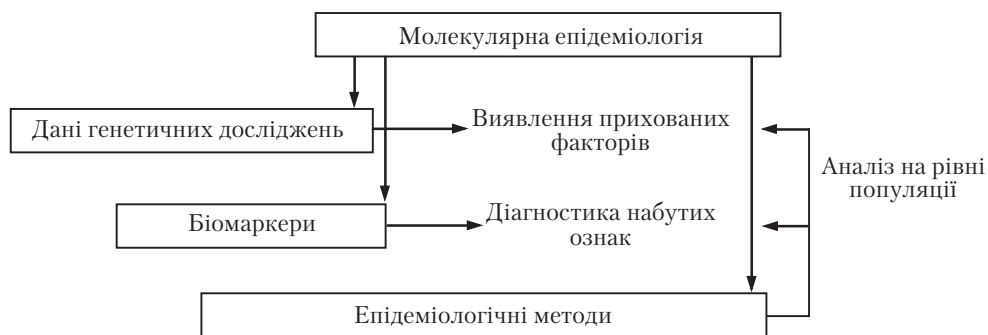 Молекулярна епідеміологія
Дані генетичних досліджень
Виявлення прихованих
факторів
Аналіз на рівні
популяції
Біомаркери
Діагностика набутих
ознак
Епідеміологічні методи